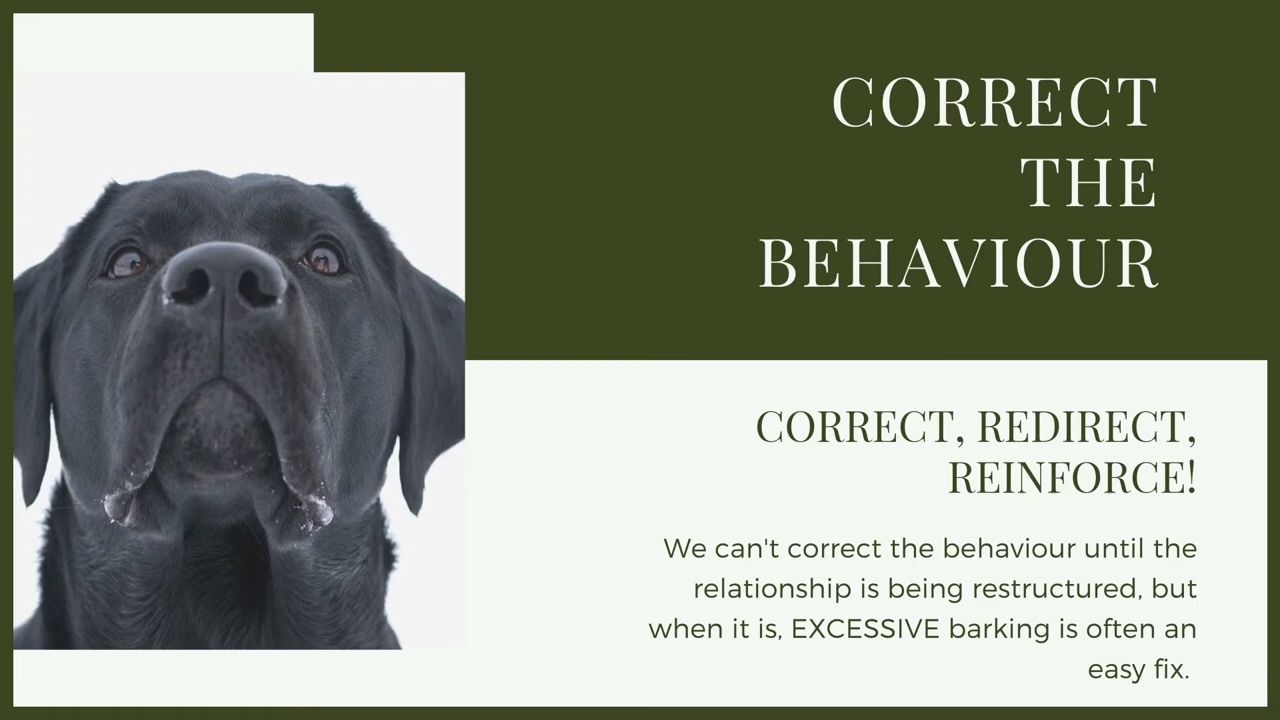 CORRECT
THE
BEHAVIOUR
CORRECT, REDIRECT,
REINFORCE!
We can't correct the behaviour until the
relationship is being restructured, but
when it is, EXCESSIVE barking is often an
easy fix.